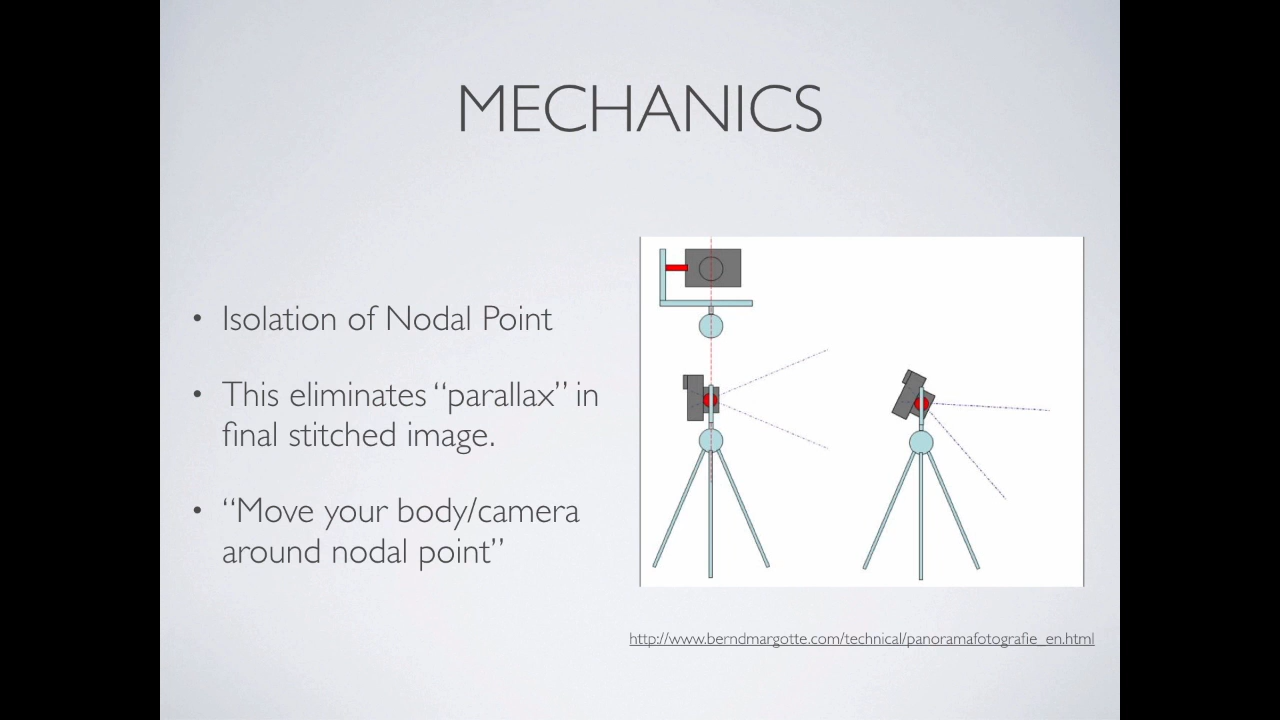 MECHANICS
• Isolation of Nodal Point
• This eliminates “parallax” in
final stitched image.
• “Move your body/camera
around nodal point”
http://www.berndmargotte.com/technical/panoramafotografie_en.html